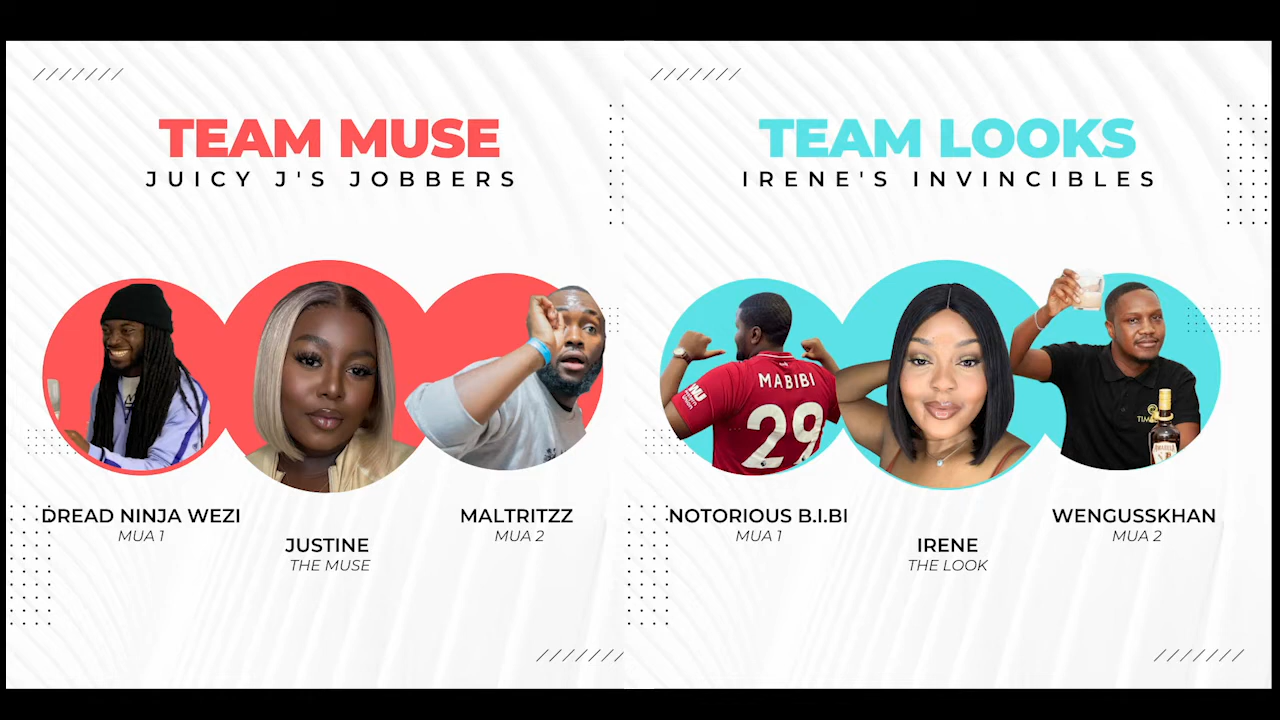 TEAM MUSE
JUICY J'S JOBBERS
DREAD NINJA WEZI
MUA 1
JUSTINE
THE MUSE
MALTRITZZ
MUA 2
TEAM LOOKS
IRENE'S INVINCIBLES
MABIBI
29
NOTORIOUS B.I.BI
MUA 1
IRENE
THE LOOK
WENGUSSKHAN
MUA 2